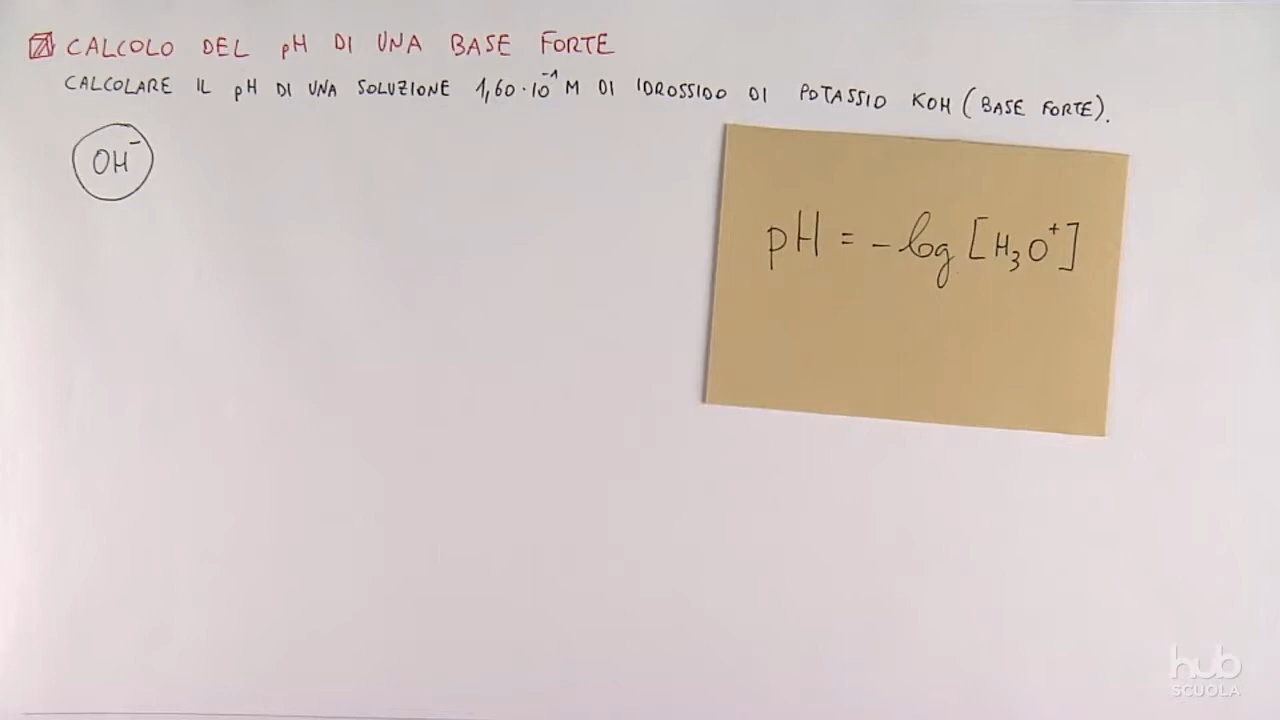 CALCOLO DEL pH DI UNA BASE FORTE
CALCOLARE IL pH DI UNA SOLUZIONE 1,60·10⁻¹ M DI IDROSSIDO DI POTASSIO KOH (BASE FORTE).
OH⁻
pH = -log [H₃O⁺]
hub
SCUOLA